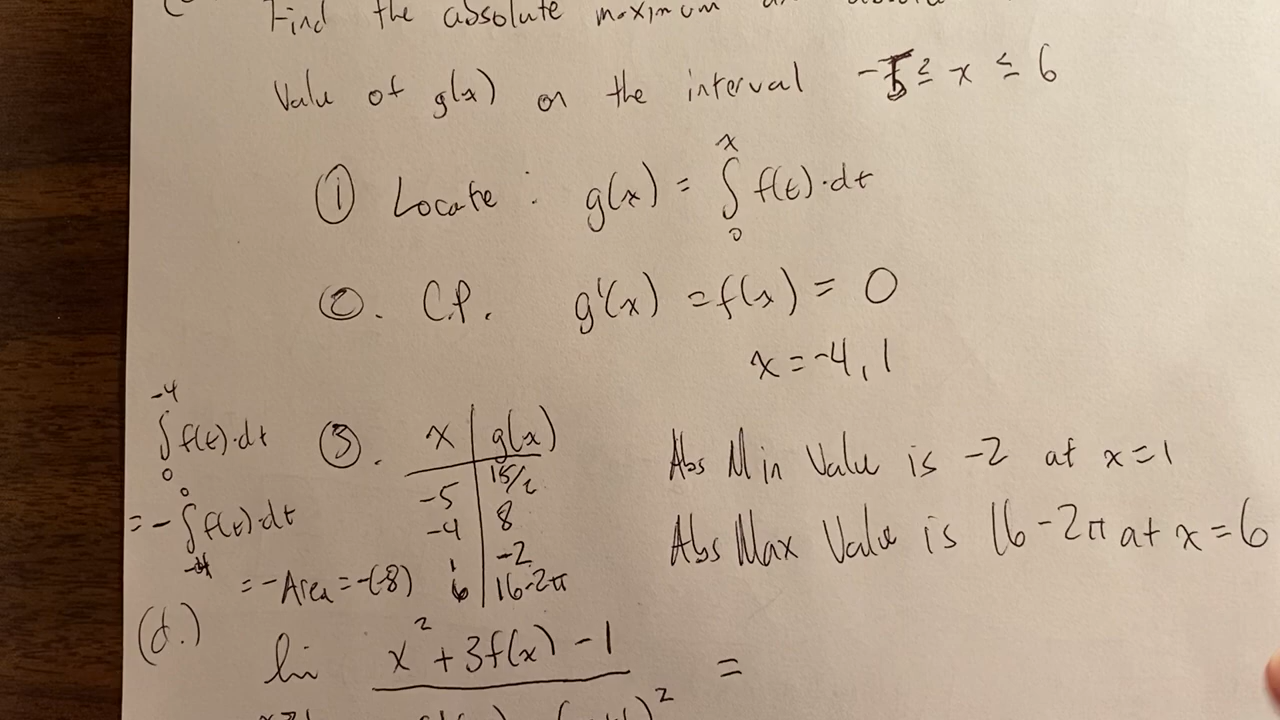 Find the absolute maximum
Value of g(x) on the interval -5 ≤ x ≤ 6
① Locate : g(x) = ∫₀ˣ f(t)·dt
②. C.P. g'(x) = f(x) = 0
x = -4, 1
∫₀⁻⁴ f(t)·dt
= -∫₋₄⁰ f(t)·dt
= -Area = -(-8)
③. x | g(x)
-5 | 15/2
-4 | 8
1 | -2
6 | 16-2π
Abs Min Value is -2 at x=1
Abs Max Value is 16-2π at x=6
(d.)
lim x² + 3f(x) - 1 =